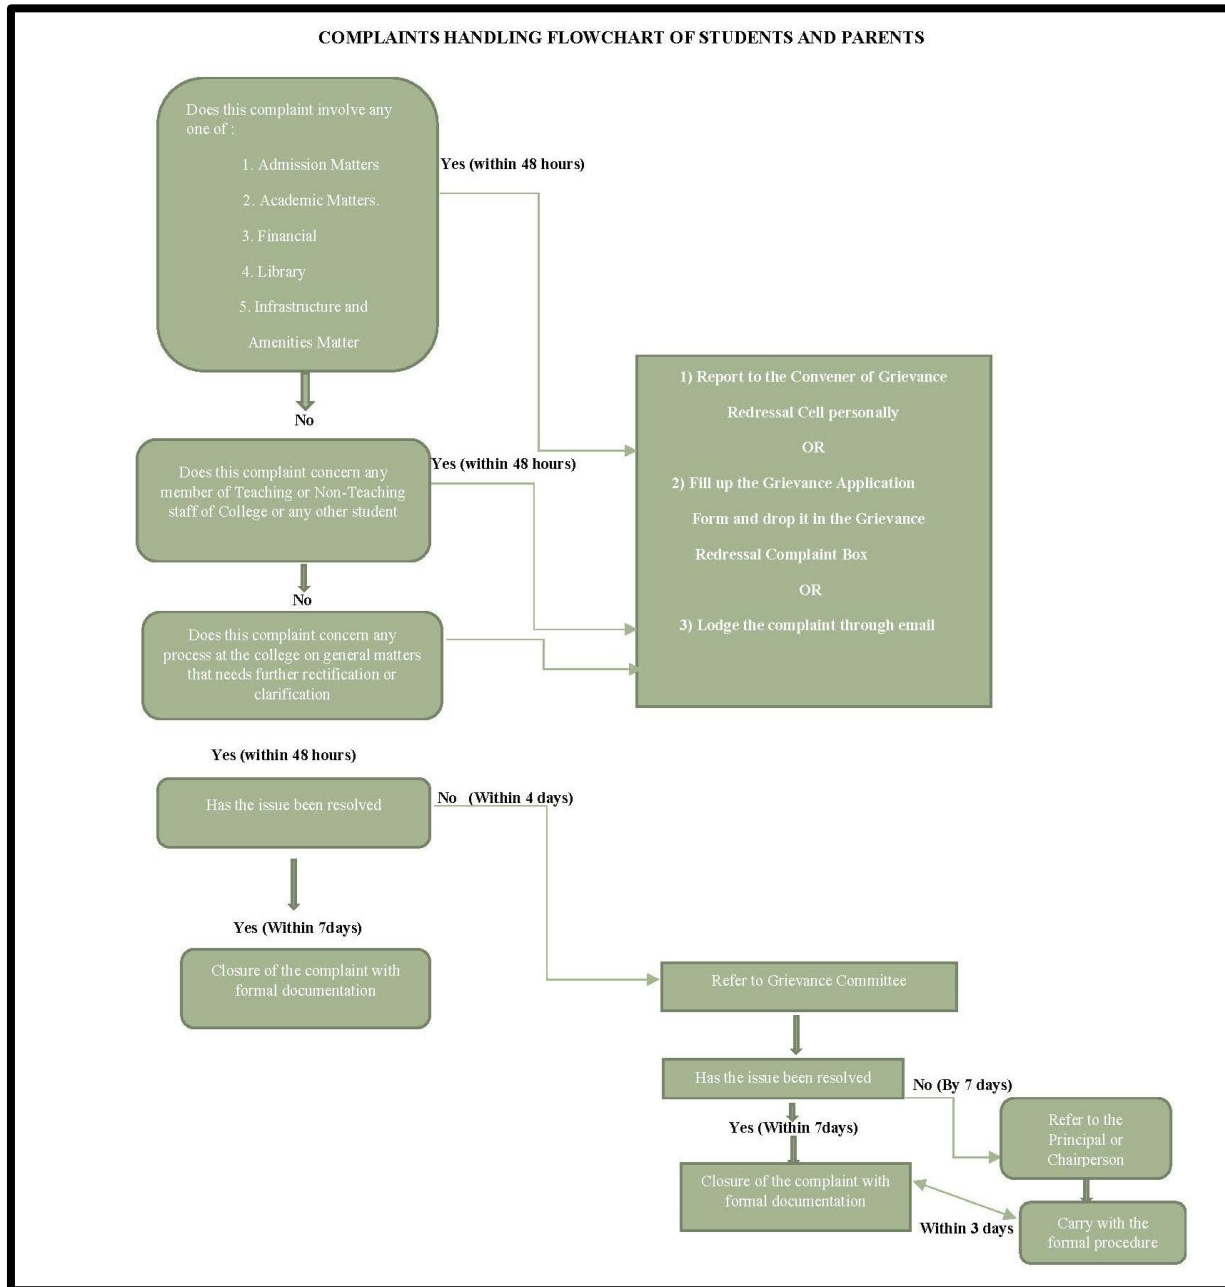 COMPLAINTS HANDLING FLOWCHART OF STUDENTS AND PARENTS
Does this complaint involve any
one of :
1. Admission Matters
2. Academic Matters.
3. Financial
4. Library
5. Infrastructure and
Amenities Matter
Yes (within 48 hours)
No
Does this complaint concern any
member of Teaching or Non-Teaching
staff of College or any other student
Yes (within 48 hours)
No
Does this complaint concern any
process at the college on general matters
that needs further rectification or
clarification
1) Report to the Convener of Grievance
Redressal Cell personally
OR
2) Fill up the Grievance Application
Form and drop it in the Grievance
Redressal Complaint Box
OR
3) Lodge the complaint through email
Yes (within 48 hours)
Has the issue been resolved
No (Within 4 days)
Yes (Within 7days)
Closure of the complaint with
formal documentation
Refer to Grievance Committee
Has the issue been resolved
No (By 7 days)
Yes (Within 7days)
Refer to the
Principal or
Chairperson
Closure of the complaint with
formal documentation
Within 3 days
Carry with the
formal procedure